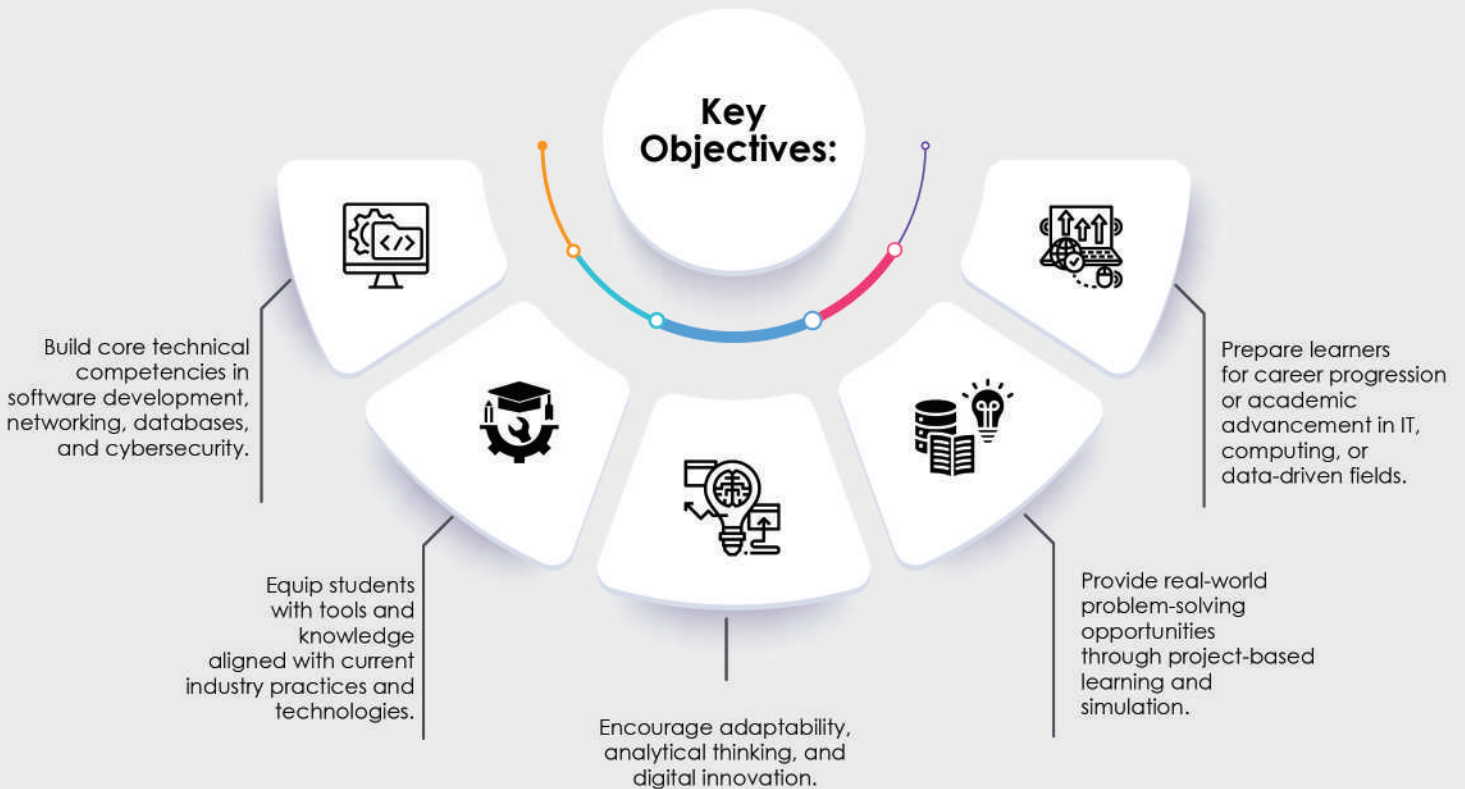 Key
Objectives:
Build core technical
competencies in
software development,
networking, databases,
and cybersecurity.
Equip students
with tools and
knowledge
aligned with current
industry practices and
technologies.
Encourage adaptability,
analytical thinking, and
digital innovation.
Provide real-world
problem-solving
opportunities
through project-based
learning and
simulation.
Prepare learners
for career progression
or academic
advancement in IT,
computing, or
data-driven fields.